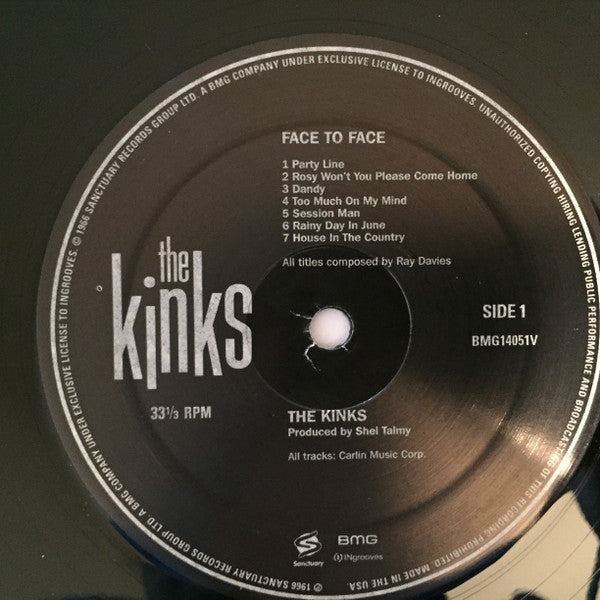 FACE TO FACE
1 Party Line
2 Rosy Won't You Please Come Home
3 Dandy
4 Too Much On My Mind
5 Session Man
6 Rainy Day In June
7 House In The Country
All titles composed by Ray Davies
the
kinks
SIDE 1
BMG14051V
33⅓ RPM
THE KINKS
Produced by Shel Talmy
All tracks: Carlin Music Corp.
Sanctuary
BMG
INgrooves
℗ 1966 SANCTUARY RECORDS GROUP LTD. A BMG COMPANY UNDER EXCLUSIVE LICENSE TO INGROOVES. © 1966 SANCTUARY RECORDS GROUP LTD. A BMG COMPANY UNDER EXCLUSIVE LICENSE TO INGROOVES. UNAUTHORIZED COPYING HIRING LENDING PUBLIC PERFORMANCE AND BROADCASTING OF THIS RECORDING PROHIBITED. MADE IN THE USA.